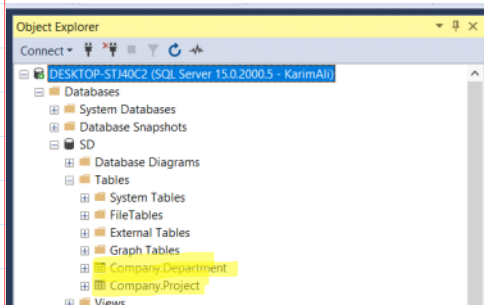 Object Explorer
Connect
DESKTOP-STJ40C2 (SQL Server 15.0.2000.5 - KarimAli)
Databases
System Databases
Database Snapshots
SD
Database Diagrams
Tables
System Tables
FileTables
External Tables
Graph Tables
Company.Department
Company.Project
Views